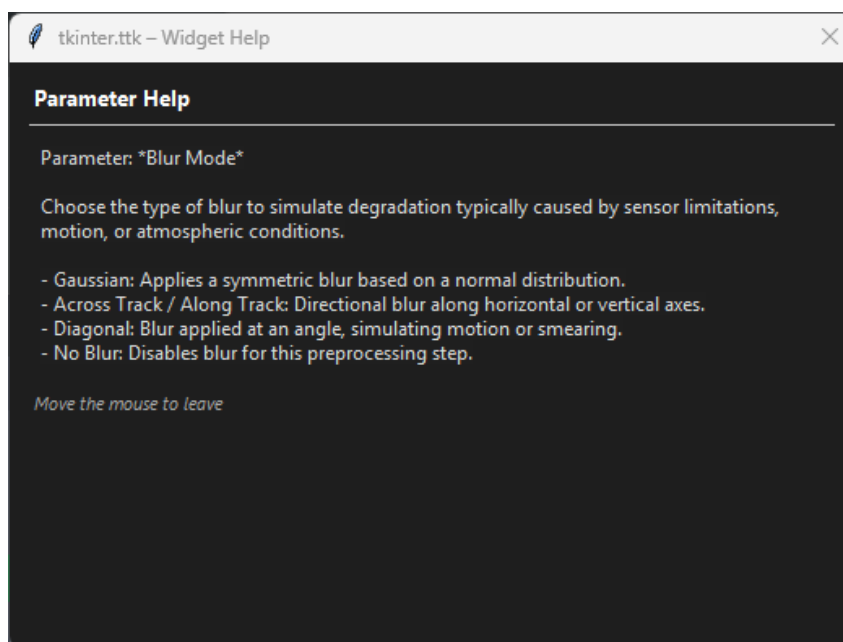 tkinter.ttk – Widget Help
Parameter Help
Parameter: *Blur Mode*
Choose the type of blur to simulate degradation typically caused by sensor limitations,
motion, or atmospheric conditions.
- Gaussian: Applies a symmetric blur based on a normal distribution.
- Across Track / Along Track: Directional blur along horizontal or vertical axes.
- Diagonal: Blur applied at an angle, simulating motion or smearing.
- No Blur: Disables blur for this preprocessing step.
Move the mouse to leave